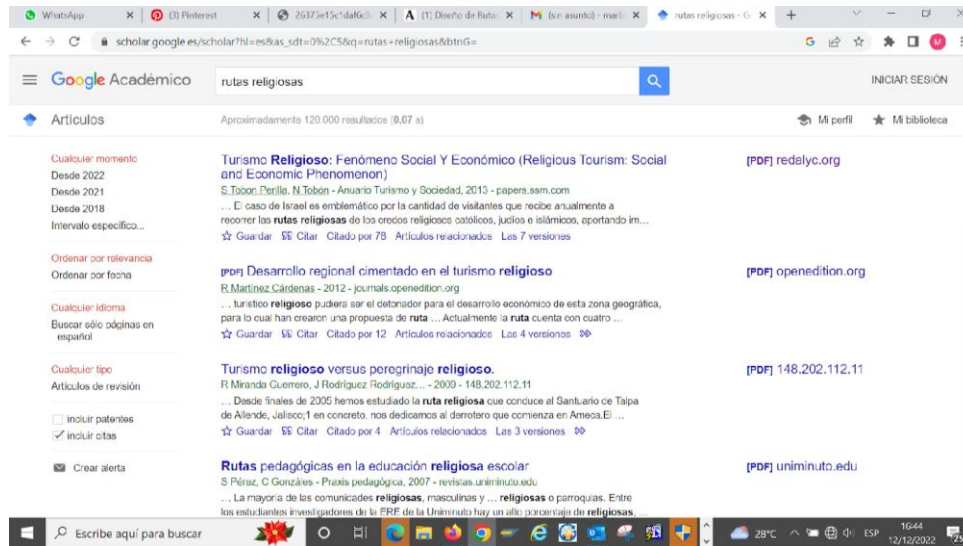 WhatsApp
(3) Pinterest
(1) Diseño de Rutas
(sin asunto) - marb
rutas religiosas - G
scholar.google.es/scholar?hl=es&as_sdt=0%2C5&q=rutas+religiosas&btnG=
Google Académico
rutas religiosas
INICIAR SESIÓN
Artículos
Aproximadamente 120.000 resultados (0,07 s)
Mi perfil
Mi biblioteca
Cualquier momento
Desde 2022
Desde 2021
Desde 2018
Intervalo específico...
Ordenar por relevancia
Ordenar por fecha
Cualquier idioma
Buscar sólo páginas en
español
Cualquier tipo
Artículos de revisión
incluir patentes
incluir citas
Crear alerta
Turismo Religioso: Fenómeno Social Y Económico (Religious Tourism: Social
and Economic Phenomenon)
S Tobon Perilla, N Tobón - Anuario Turismo y Sociedad, 2013 - papers.ssrn.com
... El caso de Israel es emblemático por la cantidad de visitantes que recibe anualmente a
recorrer las rutas religiosas de los credos religiosos católicos, judíos e islámicos, aportando im...
Guardar Citar Citado por 78 Artículos relacionados Las 7 versiones
[PDF] redalyc.org
[PDF] Desarrollo regional cimentado en el turismo religioso
R Martínez Cárdenas - 2012 - journals.openedition.org
... turístico religioso pudiera ser el detonador para el desarrollo económico de esta zona geográfica,
para lo cual han crearon una propuesta de ruta ... Actualmente la ruta cuenta con cuatro ...
Guardar Citar Citado por 12 Artículos relacionados Las 4 versiones
[PDF] openedition.org
Turismo religioso versus peregrinaje religioso.
R Miranda Guerrero, J Rodríguez Rodríguez... - 2009 - 148.202.112.11
... Desde finales de 2005 hemos estudiado la ruta religiosa que conduce al Santuario de Talpa
de Allende, Jalisco;1 en concreto, nos dedicamos al derrotero que comienza en Ameca.El ...
Guardar Citar Citado por 4 Artículos relacionados Las 3 versiones
[PDF] 148.202.112.11
Rutas pedagógicas en la educación religiosa escolar
S Pérez, C Gonzáles - Praxis pedagógica, 2007 - revistas.uniminuto.edu
... La mayoría de las comunidades religiosas, masculinas y ... religiosas o parroquias. Entre
los estudiantes investigadores de la ERE de la Uniminuto hay un alto porcentaje de religiosas, ...
[PDF] uniminuto.edu
Escribe aquí para buscar
28°C
ESP
16:44
12/12/2022